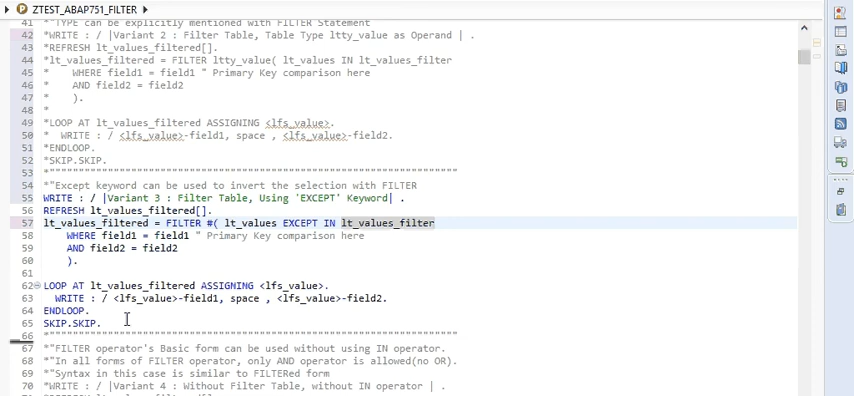 ZTEST_ABAP751_FILTER
41 *"TYPE can be explicitly mentioned with FILTER Statement
42 *WRITE : / |Variant 2 : Filter Table, Table Type ltty_value as Operand | .
43 *REFRESH lt_values_filtered[].
44 *lt_values_filtered = FILTER ltty_value( lt_values IN lt_values_filter
45 *    WHERE field1 = field1 " Primary Key comparison here
46 *    AND field2 = field2
47 *    ).
48 *
49 *LOOP AT lt_values_filtered ASSIGNING <lfs_value>.
50 *  WRITE : / <lfs_value>-field1, space , <lfs_value>-field2.
51 *ENDLOOP.
52 *SKIP.SKIP.
53 *"""""""""""""""""""""""""""""""""""""""""""""""""""""""""""""""""""""
54 *"Except keyword can be used to invert the selection with FILTER
55 WRITE : / |Variant 3 : Filter Table, Using 'EXCEPT' Keyword| .
56 REFRESH lt_values_filtered[].
57 lt_values_filtered = FILTER #( lt_values EXCEPT IN lt_values_filter
58     WHERE field1 = field1 " Primary Key comparison here
59     AND field2 = field2
60     ).
61
62 LOOP AT lt_values_filtered ASSIGNING <lfs_value>.
63   WRITE : / <lfs_value>-field1, space , <lfs_value>-field2.
64 ENDLOOP.
65 SKIP.SKIP.
66 *"""""""""""""""""""""""""""""""""""""""""""""""""""""""""""""""""""""
67 *"FILTER operator's Basic form can be used without using IN operator.
68 *"In all forms of FILTER operator, only AND operator is allowed(no OR).
69 *"Syntax in this case is similar to FILTERed form
70 *WRITE : / |Variant 4 : Without Filter Table, without IN operator | .